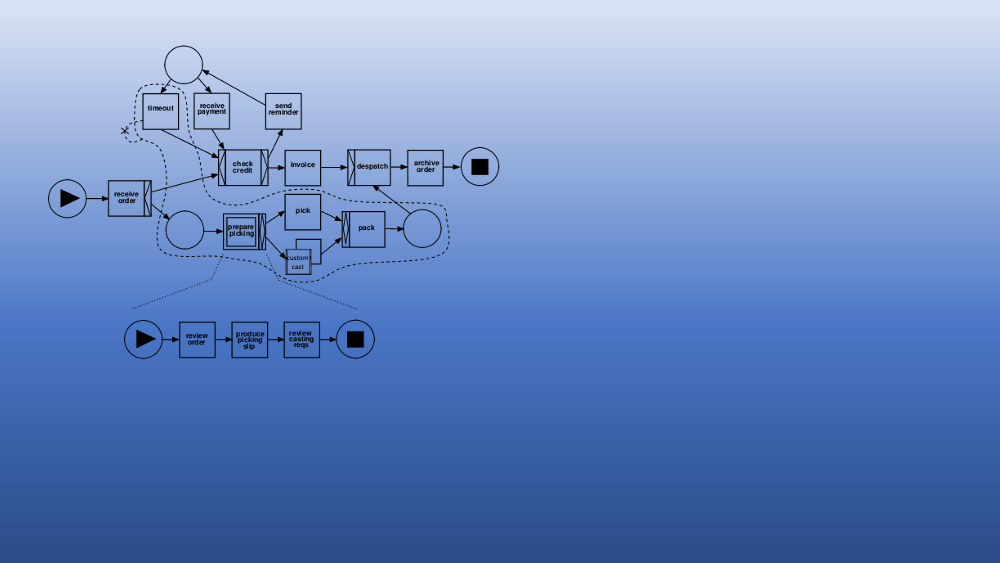 timeout
receive
payment
send
reminder
check
credit
invoice
despatch
archive
order
receive
order
prepare
picking
pick
custom
cast
pack
review
order
produce
picking
slip
review
casting
reqs